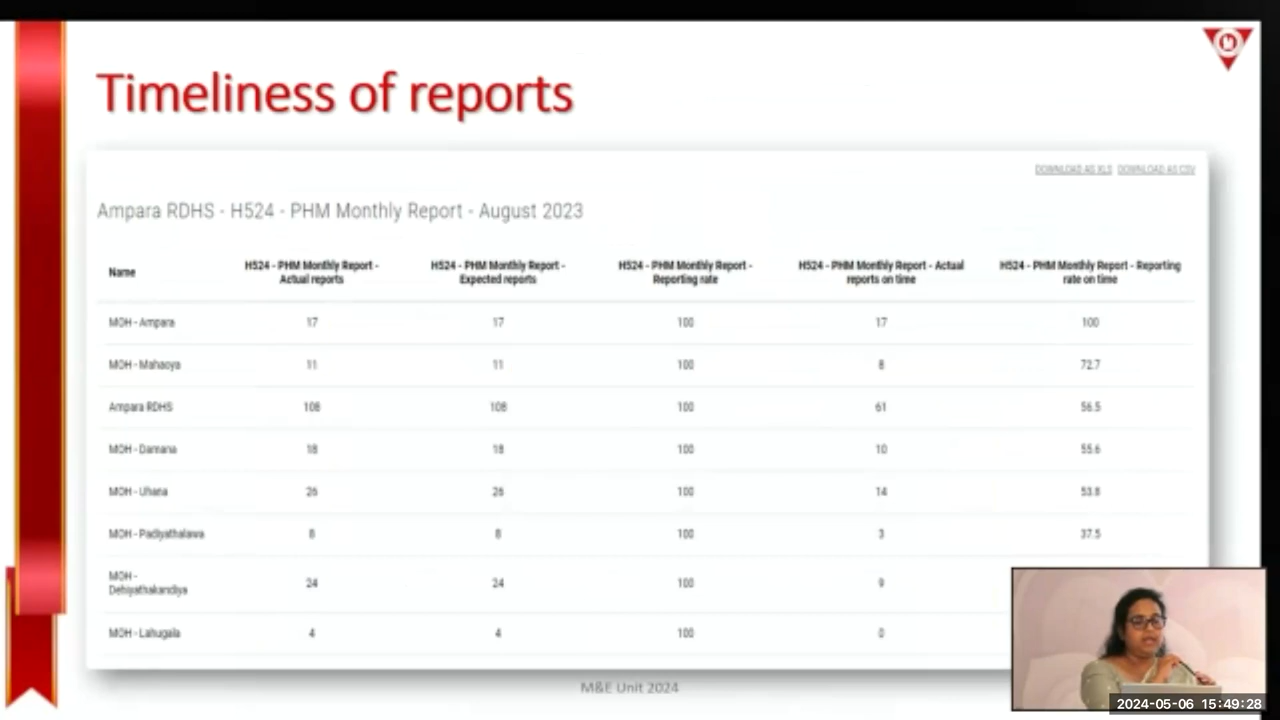 Timeliness of reports
DOWNLOAD AS XLS DOWNLOAD AS CSV
Ampara RDHS - H524 - PHM Monthly Report - August 2023
Name
H524 - PHM Monthly Report - Actual reports
H524 - PHM Monthly Report - Expected reports
H524 - PHM Monthly Report - Reporting rate
H524 - PHM Monthly Report - Actual reports on time
H524 - PHM Monthly Report - Reporting rate on time
MOH - Ampara 17 17 100 17 100
MOH - Mahaoya 11 11 100 8 72.7
Ampara RDHS 108 108 100 61 56.5
MOH - Damana 18 18 100 10 55.6
MOH - Uhana 26 26 100 14 53.8
MOH - Padiyathalawa 8 8 100 3 37.5
MOH -
Dehiyathakandiya 24 24 100 9
MOH - Lahugala 4 4 100 0
M&E Unit 2024
2024-05-06 15:49:28